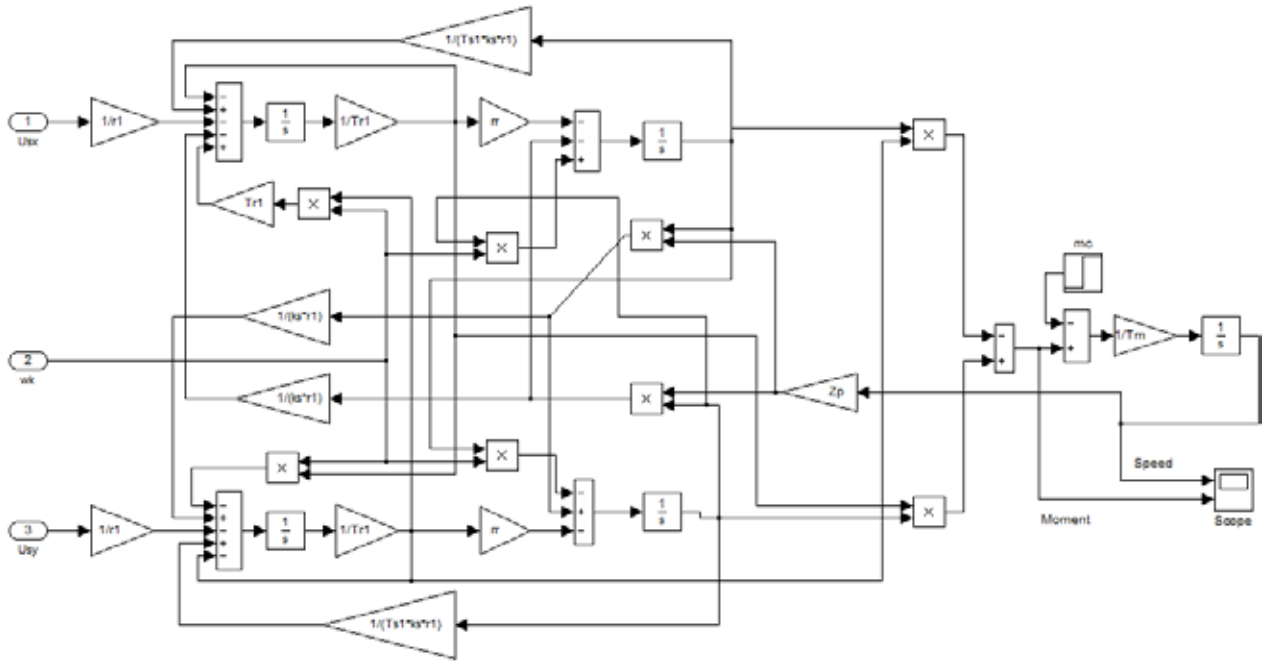 1/(Ts1*ks*r1)
1
Usx
1/r1
1
s
1/Tr1
rr
1
s
×
Tr1
×
×
×
mc
1/(ks*r1)
2
wk
1/Tm
1
s
1/(ks*r1)
×
Zp
×
×
Speed
3
Usy
1/r1
1
s
1/Tr1
rr
1
s
×
Moment
Scope
1/(Ts1*ks*r1)